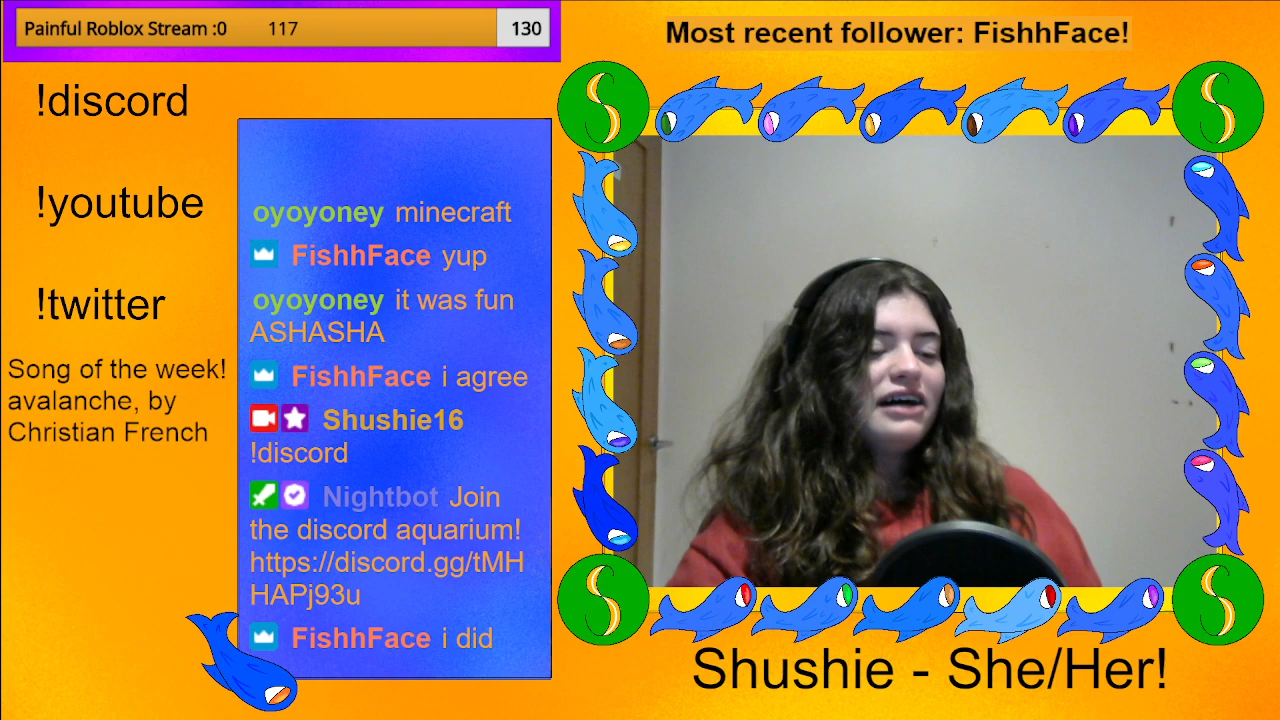 Painful Roblox Stream :0 117 130
Most recent follower: FishhFace!
!discord
!youtube
!twitter
Song of the week!
avalanche, by
Christian French
oyoyoney minecraft
FishhFace yup
oyoyoney it was fun
ASHASHA
FishhFace i agree
Shushie16
!discord
Nightbot Join
the discord aquarium!
https://discord.gg/tMH
HAPj93u
FishhFace i did
S
S
S
S
Shushie - She/Her!